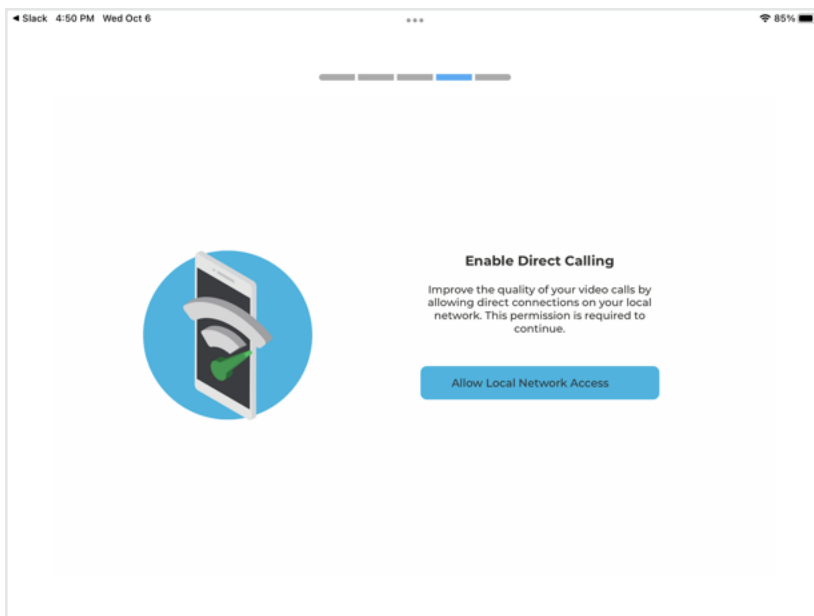 ◄ Slack 4:50 PM Wed Oct 6 85%
Enable Direct Calling
Improve the quality of your video calls by
allowing direct connections on your local
network. This permission is required to
continue.
Allow Local Network Access